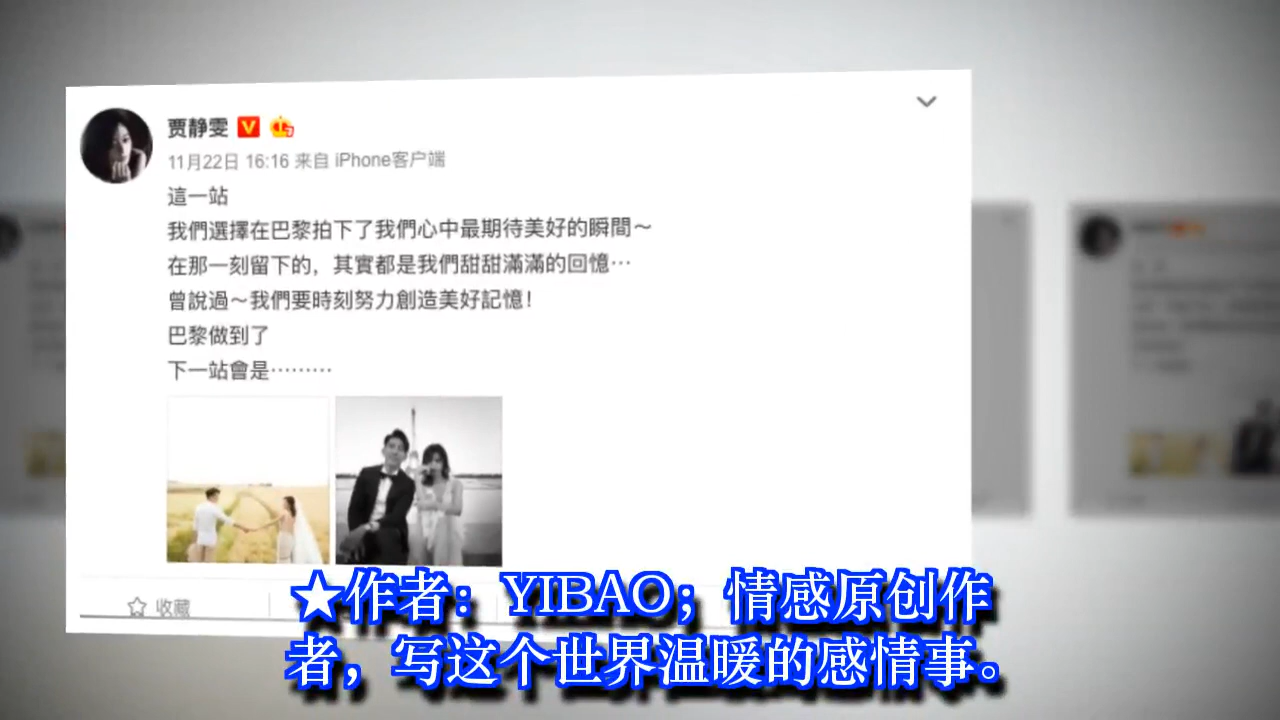 贾静雯
11月22日 16:16 来自 iPhone客户端
這一站
我們選擇在巴黎拍下了我們心中最期待美好的瞬間~
在那一刻留下的，其實都是我們甜甜滿滿的回憶…
曾說過~我們要時刻努力創造美好記憶！
巴黎做到了
下一站會是………
收藏
★作者：YIBAO；情感原创作
者，写这个世界温暖的感情事。